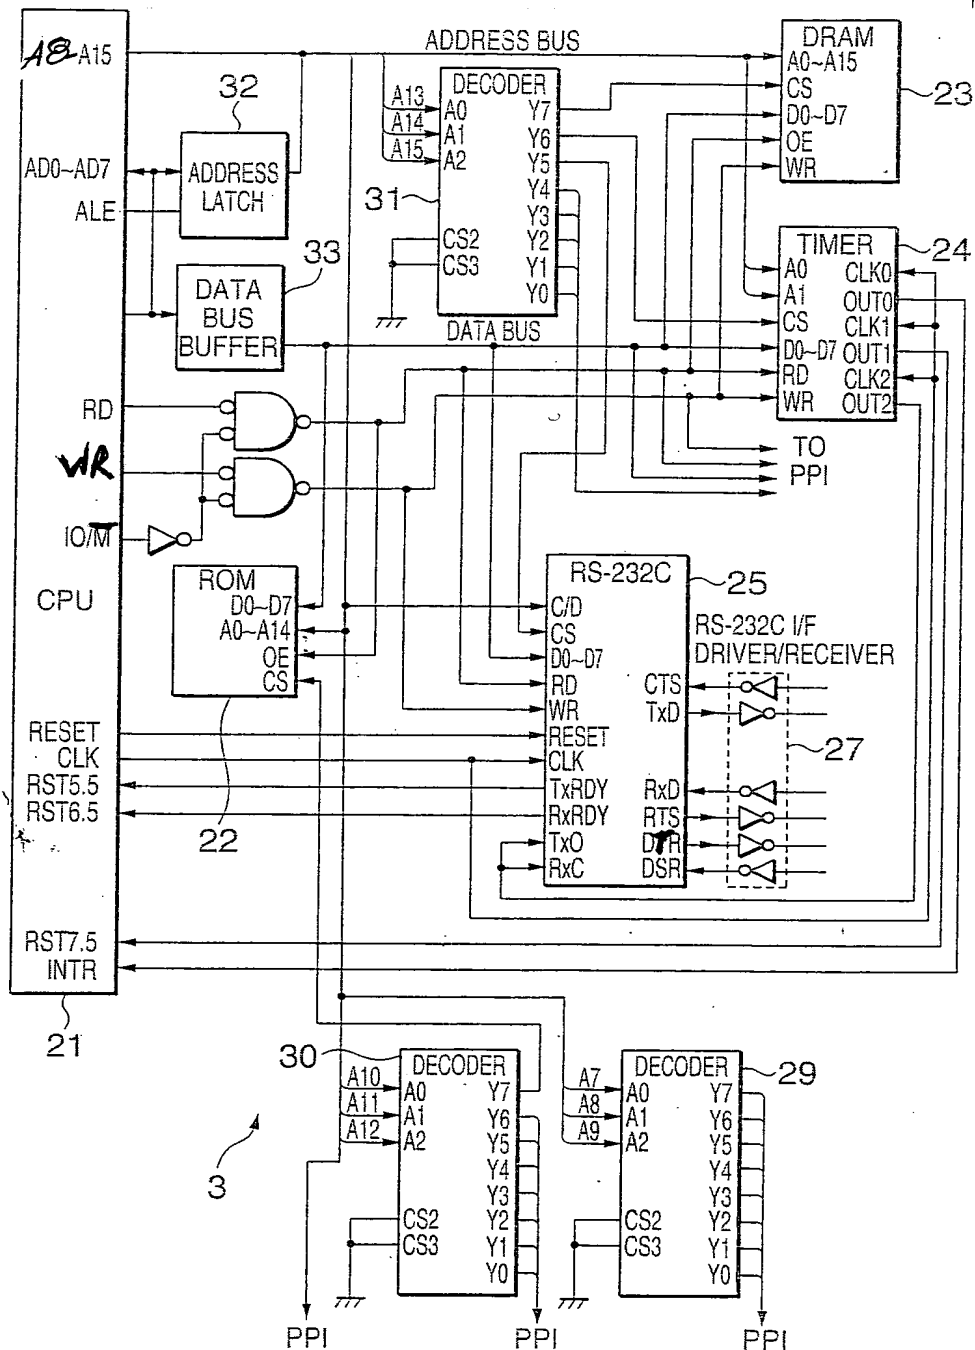 A8-A15
ADDRESS BUS
DRAM
A0~A15
CS
D0~D7
OE
WR
23
32
ADDRESS
LATCH
AD0~AD7
ALE
DECODER
A13
A14
A15
A0
A1
A2
Y7
Y6
Y5
Y4
Y3
Y2
Y1
Y0
CS2
CS3
31
33
DATA
BUS
BUFFER
DATA BUS
TIMER
24
A0
A1
CS
D0~D7
RD
WR
CLK0
OUT0
CLK1
OUT1
CLK2
OUT2
TO
PPI
RD
WR
IO/M
CPU
ROM
D0~D7
A0~A14
OE
CS
22
RS-232C
25
C/D
CS
D0~D7
RD
WR
RESET
CLK
TxRDY
RxRDY
TxO
RxC
CTS
TxD
RxD
RTS
DTR
DSR
RS-232C I/F
DRIVER/RECEIVER
27
RESET
CLK
RST5.5
RST6.5
RST7.5
INTR
21
30
DECODER
A10
A11
A12
A0
A1
A2
Y7
Y6
Y5
Y4
Y3
Y2
Y1
Y0
CS2
CS3
DECODER
29
A7
A8
A9
A0
A1
A2
Y7
Y6
Y5
Y4
Y3
Y2
Y1
Y0
CS2
CS3
3
PPI
PPI
PPI